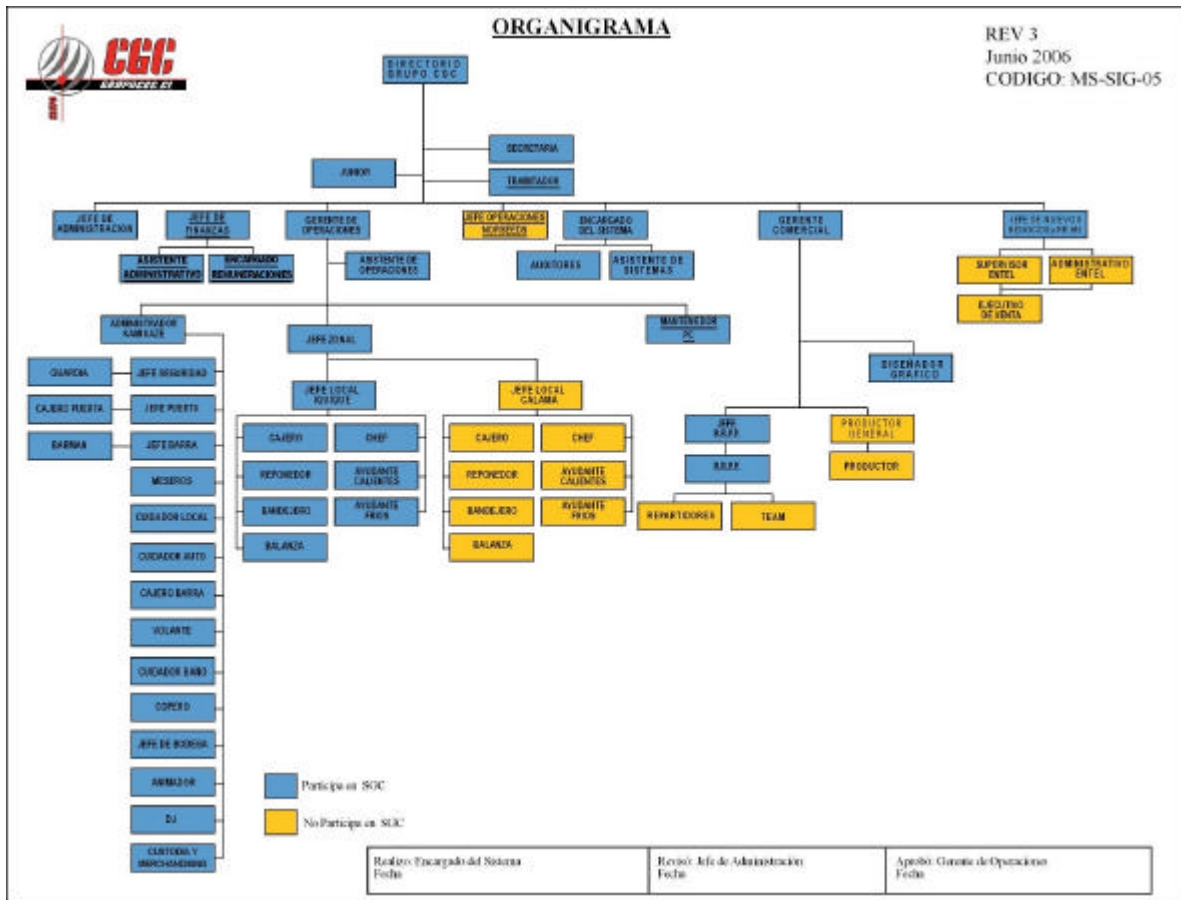 ORGANIGRAMA
REV 3
Junio 2006
CODIGO: MS-SIG-05
CGC
GRUPOCGC.CL
DIRECTORIO
GRUPO CGC
SECRETARIA
JUNIOR
TRAMITADOR
JEFE DE
ADMINISTRACION
JEFE DE
FINANZAS
GERENTE DE
OPERACIONES
JEFE OPERACIONES
ENCARGADO
DEL SISTEMA
GERENTE
COMERCIAL
JEFE DE NUEVOS
ASISTENTE
ADMINISTRATIVO
ENCARGADO
REMUNERACIONES
ASISTENTE DE
OPERACIONES
AUDITORES
ASISTENTE DE
SISTEMAS
SUPERVISOR
ENTEL
ADMINISTRATIVO
ENTEL
EJECUTIVO
DE VENTA
ADMINISTRADOR
KAMIKAZE
JEFE ZONAL
MANTENEDOR
PC
DISEÑADOR
GRAFICO
GUARDIA
JEFE SEGURIDAD
CAJERO PUERTA
JEFE PUERTA
BARMAN
JEFE BARRA
MESEROS
CUIDADOR LOCAL
CUIDADOR AUTO
CAJERO BARRA
VOLANTE
CUIDADOR BAÑO
COPERO
JEFE DE BODEGA
ANIMADOR
DJ
CUSTODIA Y
MERCHANDISING
JEFE LOCAL
IQUIQUE
CAJERO
CHEF
REPONEDOR
AYUDANTE
CALIENTES
BANDEJERO
AYUDANTE
FRIOS
BALANZA
JEFE LOCAL
CALAMA
CAJERO
CHEF
REPONEDOR
AYUDANTE
CALIENTES
BANDEJERO
AYUDANTE
FRIOS
BALANZA
JEFE
R.R.P.P.
R.R.P.P.
REPARTIDORES
TEAM
PRODUCTOR
GENERAL
PRODUCTOR
Participa en SGC
No Participa en SGC
Realizo: Encargado del Sistema
Fecha
Revisó: Jefe de Administración
Fecha
Aprobó: Gerente de Operaciones
Fecha